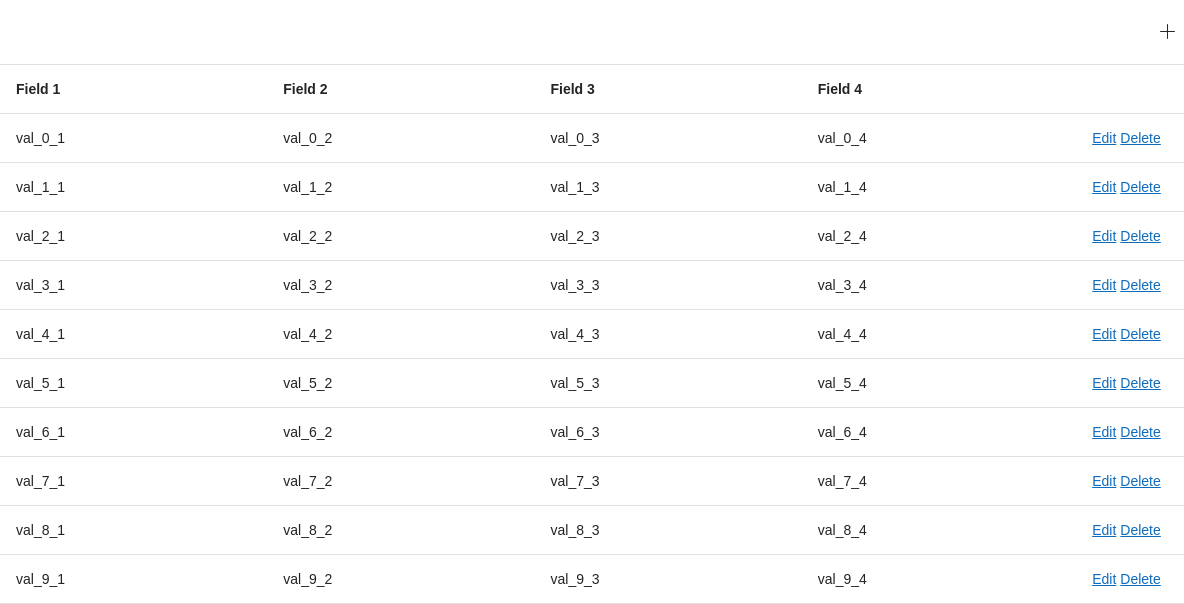 Field 1 Field 2 Field 3 Field 4
val_0_1 val_0_2 val_0_3 val_0_4 Edit Delete
val_1_1 val_1_2 val_1_3 val_1_4 Edit Delete
val_2_1 val_2_2 val_2_3 val_2_4 Edit Delete
val_3_1 val_3_2 val_3_3 val_3_4 Edit Delete
val_4_1 val_4_2 val_4_3 val_4_4 Edit Delete
val_5_1 val_5_2 val_5_3 val_5_4 Edit Delete
val_6_1 val_6_2 val_6_3 val_6_4 Edit Delete
val_7_1 val_7_2 val_7_3 val_7_4 Edit Delete
val_8_1 val_8_2 val_8_3 val_8_4 Edit Delete
val_9_1 val_9_2 val_9_3 val_9_4 Edit Delete